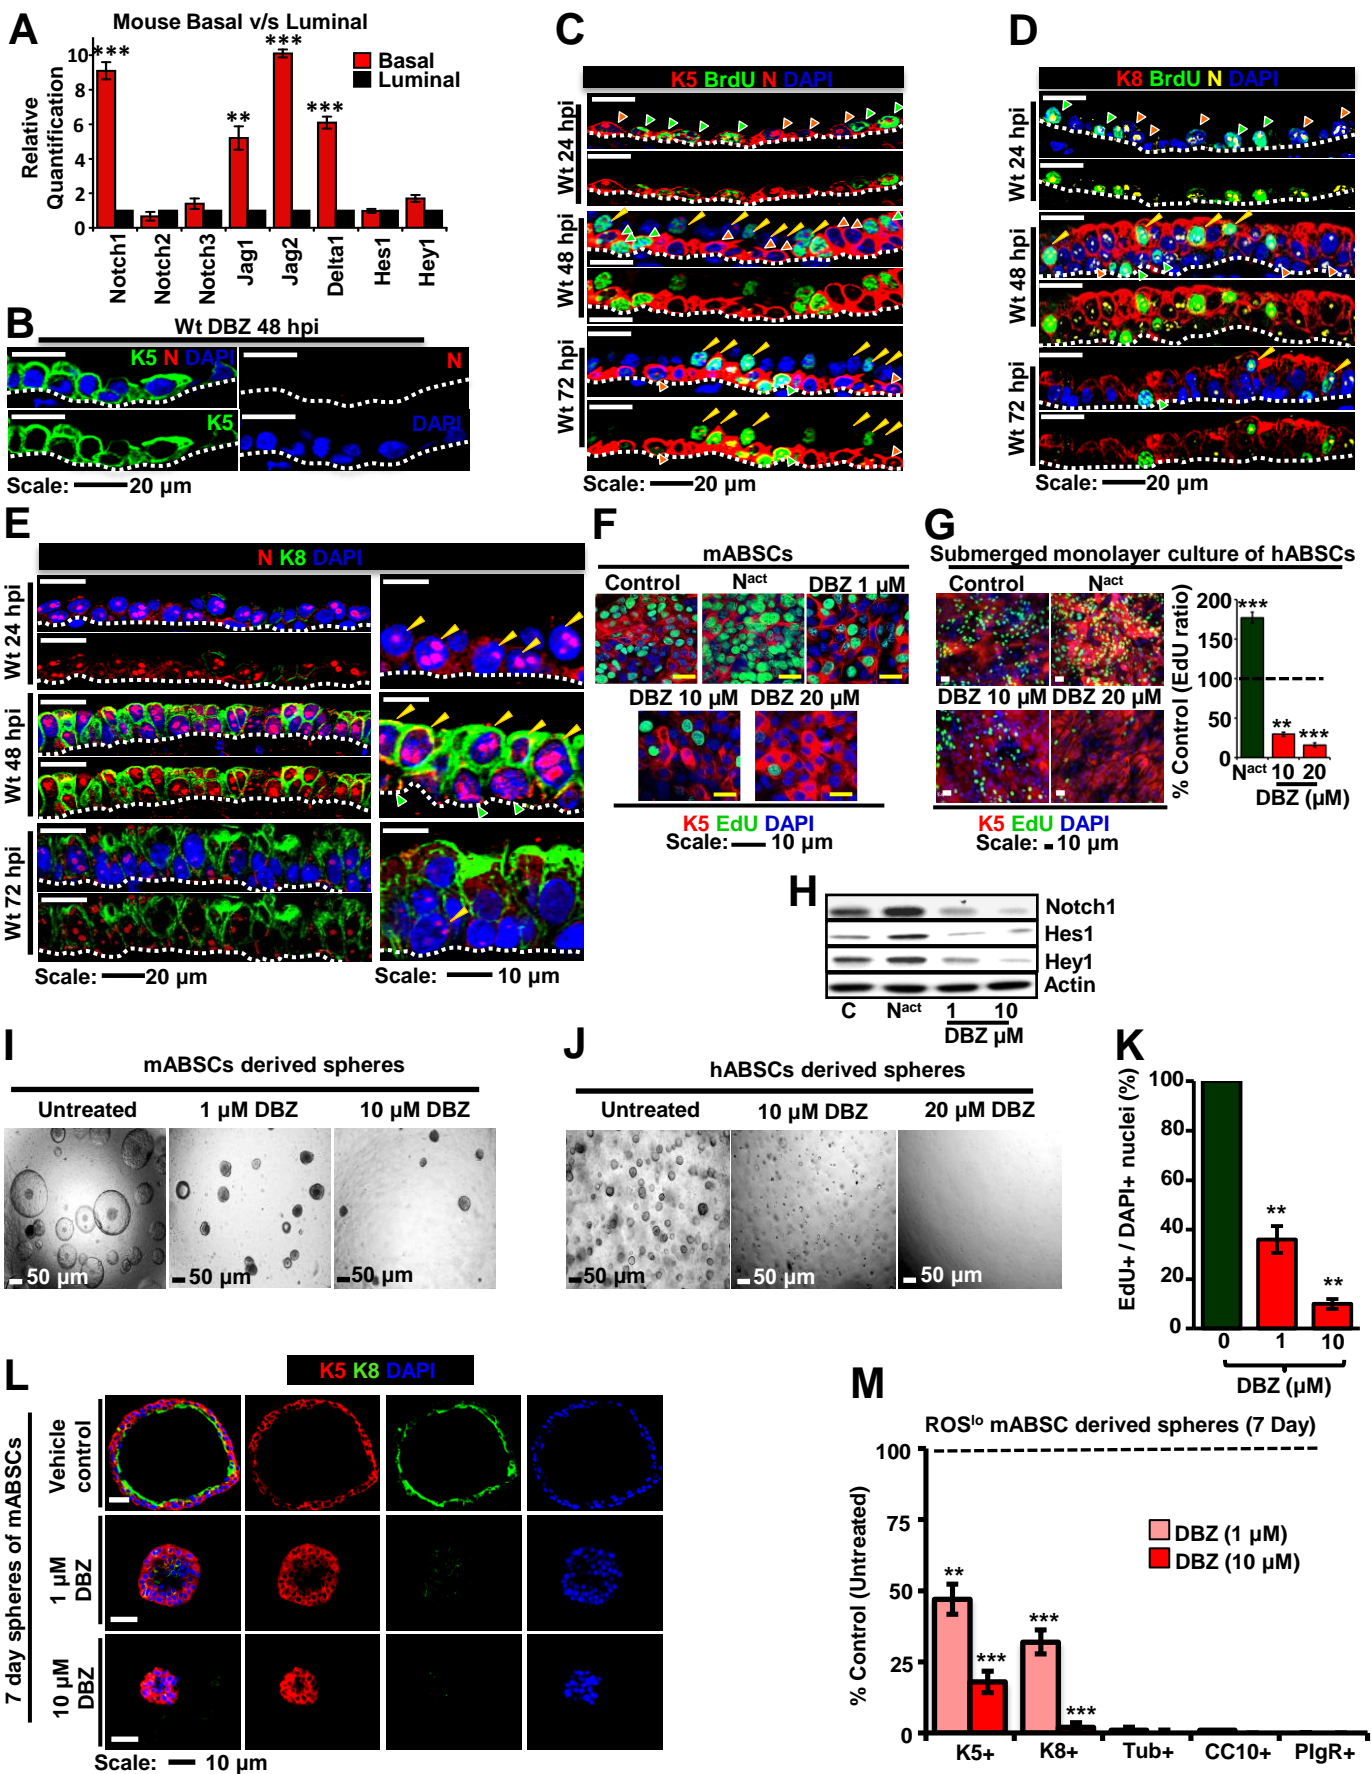 A
Mouse Basal v/s Luminal
Relative
Quantification
10
8
6
4
2
0
***
**
***
***
Basal
Luminal
Notch1
Notch2
Notch3
Jag1
Jag2
Delta1
Hes1
Hey1
B
Wt DBZ 48 hpi
K5 N DAPI
N
K5
DAPI
Scale: 20 µm
C
K5 BrdU N DAPI
Wt 24 hpi
Wt 48 hpi
Wt 72 hpi
Scale: 20 µm
D
K8 BrdU N DAPI
Wt 24 hpi
Wt 48 hpi
Wt 72 hpi
Scale: 20 µm
E
N K8 DAPI
Wt 24 hpi
Wt 48 hpi
Wt 72 hpi
Scale: 20 µm
Scale: 10 µm
F
mABSCs
Control
Nact
DBZ 1 µM
DBZ 10 µM
DBZ 20 µM
K5 EdU DAPI
Scale: 10 µm
G
Submerged monolayer culture of hABSCs
Control
Nact
DBZ 10 µM
DBZ 20 µM
K5 EdU DAPI
Scale: 10 µm
% Control (EdU ratio)
200
150
100
50
0
***
**
***
Nact
10
20
DBZ (µM)
H
Notch1
Hes1
Hey1
Actin
C
Nact
1
10
DBZ µM
I
mABSCs derived spheres
Untreated
1 µM DBZ
10 µM DBZ
50 µm
50 µm
50 µm
J
hABSCs derived spheres
Untreated
10 µM DBZ
20 µM DBZ
50 µm
50 µm
50 µm
K
EdU+ / DAPI+ nuclei (%)
100
80
60
40
20
0
**
**
0
1
10
DBZ (µM)
L
K5 K8 DAPI
7 day spheres of mABSCs
Vehicle
control
1 µM
DBZ
10 µM
DBZ
Scale: 10 µm
M
ROSlo mABSC derived spheres (7 Day)
% Control (Untreated)
100
75
50
25
0
DBZ (1 µM)
DBZ (10 µM)
**
***
***
***
K5+
K8+
Tub+
CC10+
PIgR+